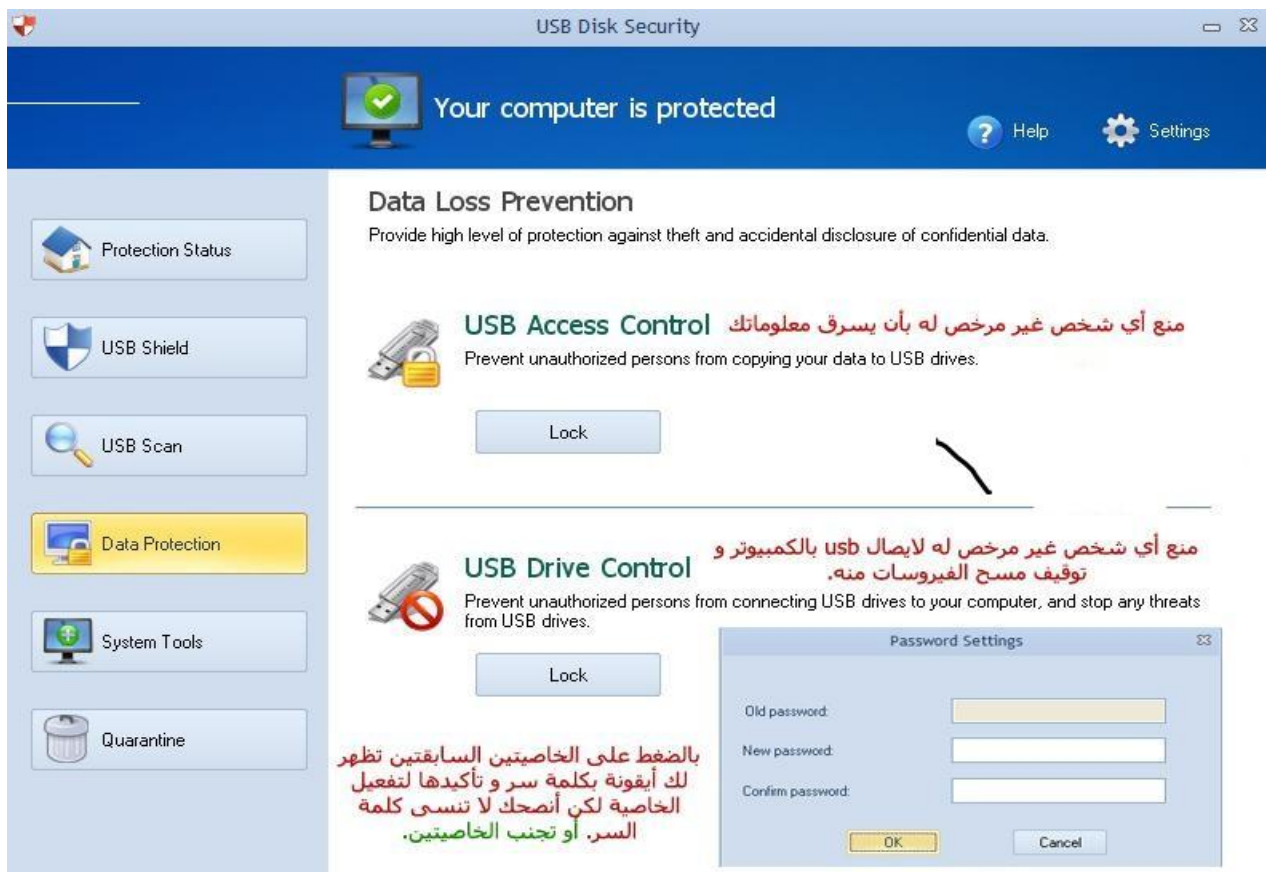 USB Disk Security
Your computer is protected
Help
Settings
Protection Status
USB Shield
USB Scan
Data Protection
System Tools
Quarantine
Data Loss Prevention
Provide high level of protection against theft and accidental disclosure of confidential data.
USB Access Control
منع أي شخص غير مرخص له بأن يسرق معلوماتك
Prevent unauthorized persons from copying your data to USB drives.
Lock
منع أي شخص غير مرخص له لايصال usb بالكمبيوتر و
توقيف مسح الفيروسات منه.
USB Drive Control
Prevent unauthorized persons from connecting USB drives to your computer, and stop any threats
from USB drives.
Lock
بالضغط على الخاصيتين السابقتين تظهر
لك أيقونة بكلمة سر و تأكيدها لتفعيل
الخاصية لكن أنصحك لا تنسى كلمة
السر. أو تجنب الخاصيتين.
Password Settings
Old password:
New password:
Confirm password:
OK
Cancel